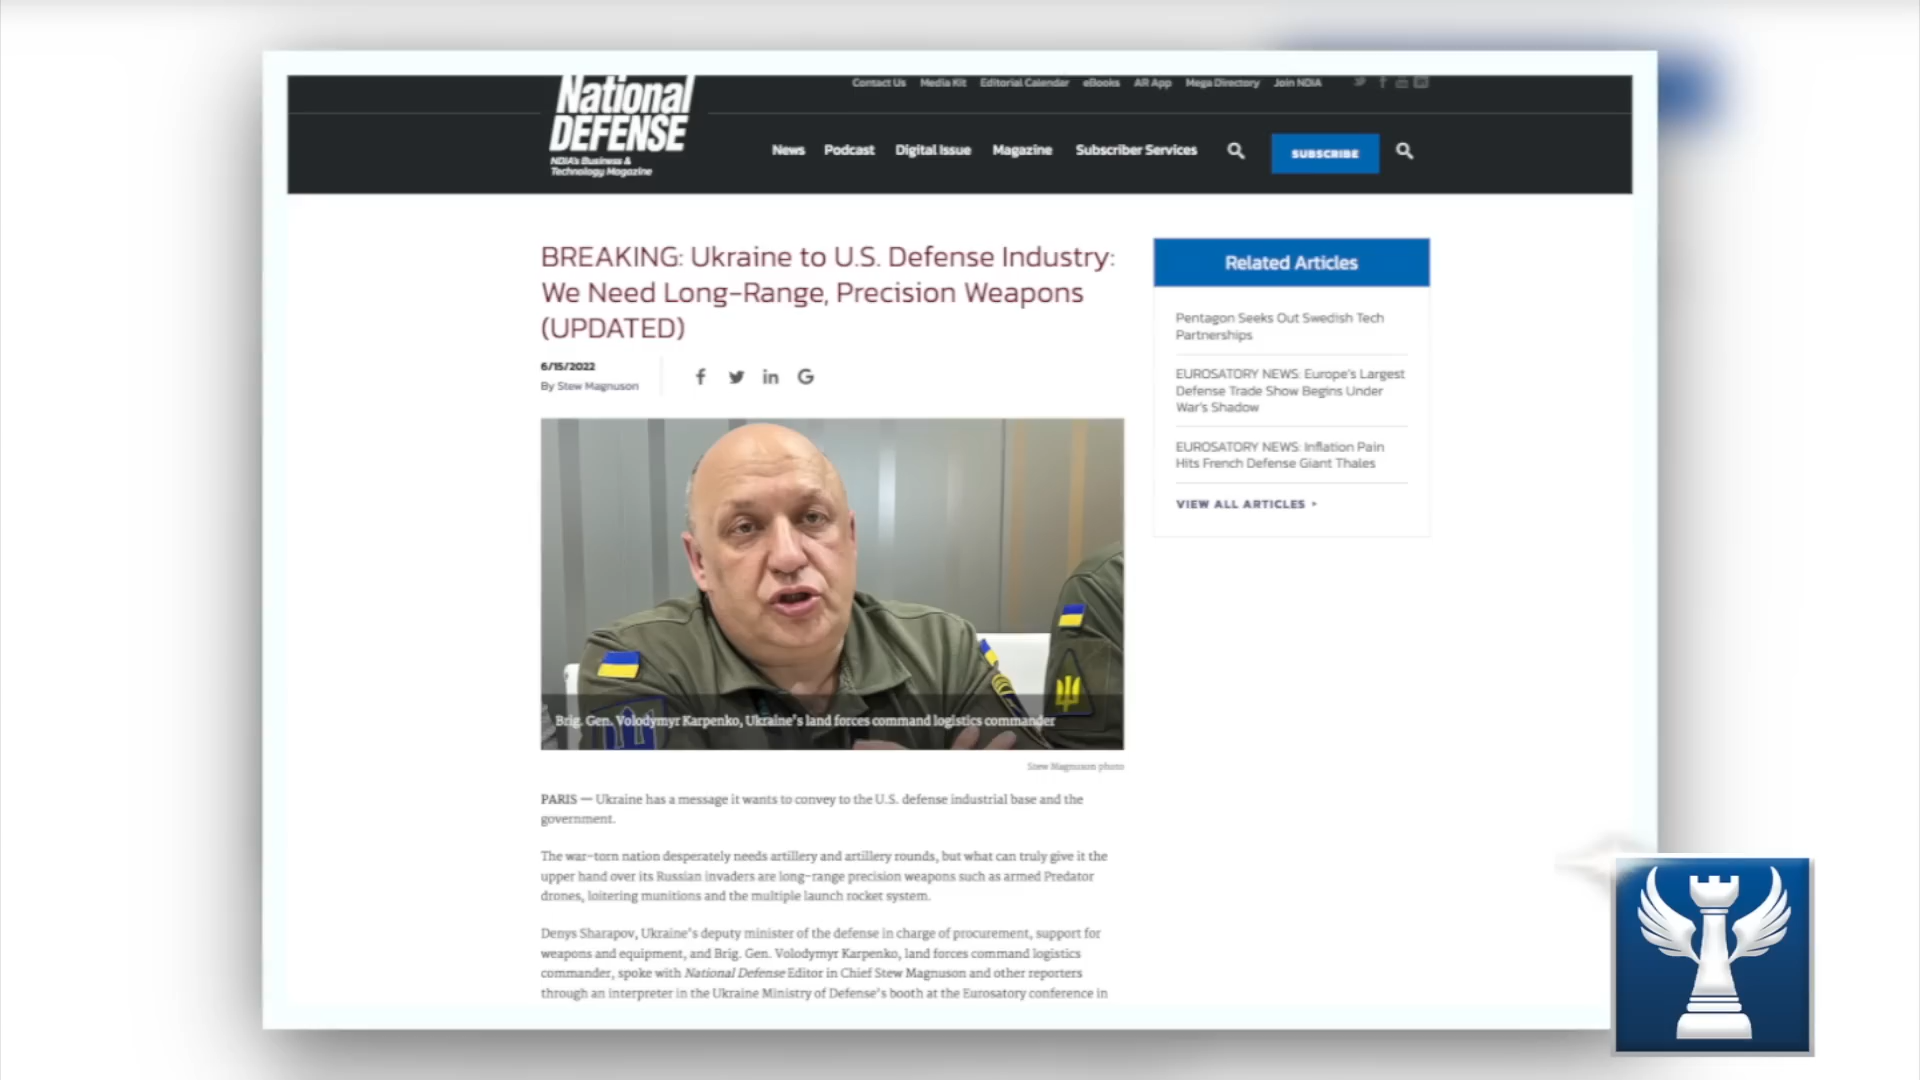 National
DEFENSE
NDIA's Business &
Technology Magazine
Contact Us Media Kit Editorial Calendar eBooks AR App Mega Directory Join NDIA
News Podcast Digital Issue Magazine Subscriber Services SUBSCRIBE
BREAKING: Ukraine to U.S. Defense Industry:
We Need Long-Range, Precision Weapons
(UPDATED)
6/15/2022
By Stew Magnuson
Brig. Gen. Volodymyr Karpenko, Ukraine's land forces command logistics commander
Stew Magnuson photo
PARIS — Ukraine has a message it wants to convey to the U.S. defense industrial base and the
government.
The war-torn nation desperately needs artillery and artillery rounds, but what can truly give it the
upper hand over its Russian invaders are long-range precision weapons such as armed Predator
drones, loitering munitions and the multiple launch rocket system.
Denys Sharapov, Ukraine's deputy minister of the defense in charge of procurement, support for
weapons and equipment, and Brig. Gen. Volodymyr Karpenko, land forces command logistics
commander, spoke with National Defense Editor in Chief Stew Magnuson and other reporters
through an interpreter in the Ukraine Ministry of Defense's booth at the Eurosatory conference in
Related Articles
Pentagon Seeks Out Swedish Tech
Partnerships
EUROSATORY NEWS: Europe's Largest
Defense Trade Show Begins Under
War's Shadow
EUROSATORY NEWS: Inflation Pain
Hits French Defense Giant Thales
VIEW ALL ARTICLES